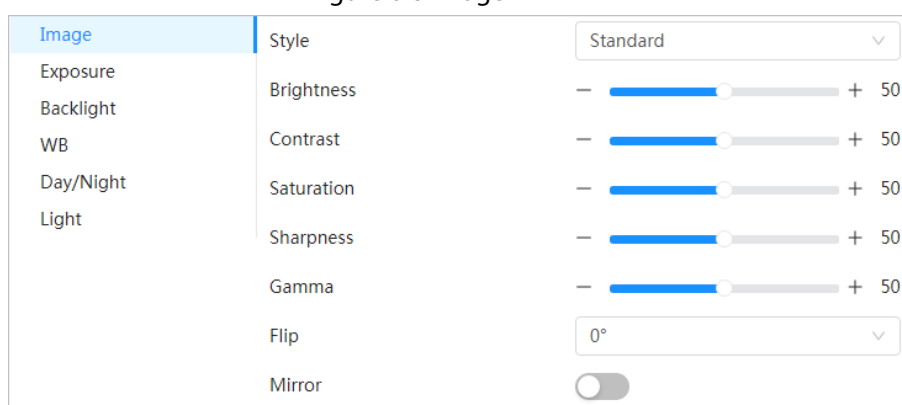 Image
Exposure
Backlight
WB
Day/Night
Light
Style Standard
Brightness − + 50
Contrast − + 50
Saturation − + 50
Sharpness − + 50
Gamma − + 50
Flip 0°
Mirror